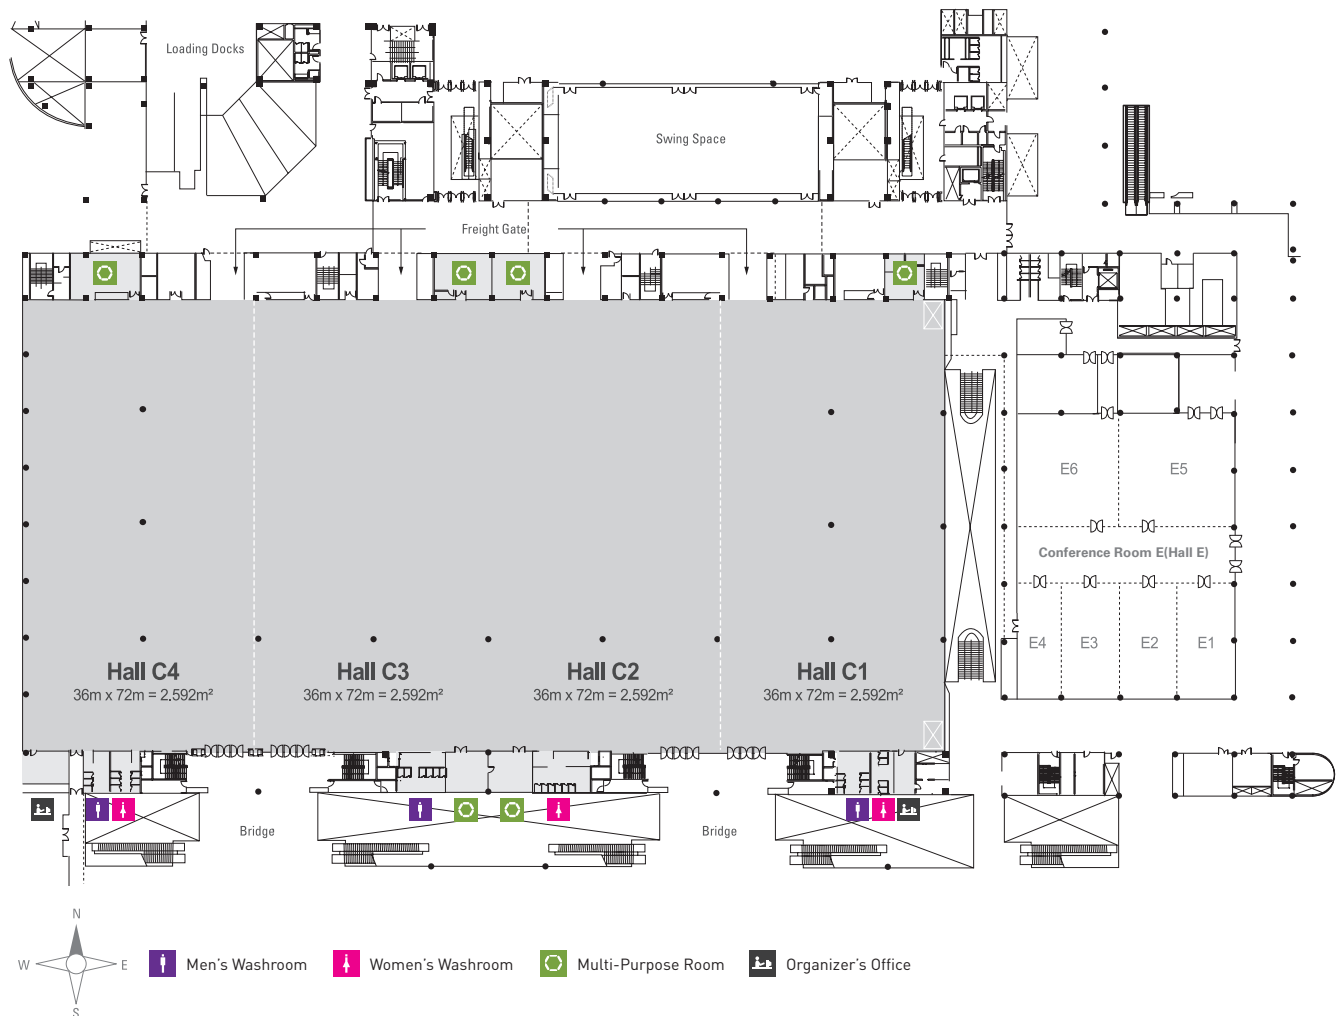 Loading Docks
Swing Space
Freight Gate
E6
E5
Conference Room E(Hall E)
E4
E3
E2
E1
Hall C4
36m x 72m = 2.592m²
Hall C3
36m x 72m = 2.592m²
Hall C2
36m x 72m = 2.592m²
Hall C1
36m x 72m = 2.592m²
Bridge
Bridge
N
W
E
S
Men's Washroom
Women's Washroom
Multi-Purpose Room
Organizer's Office